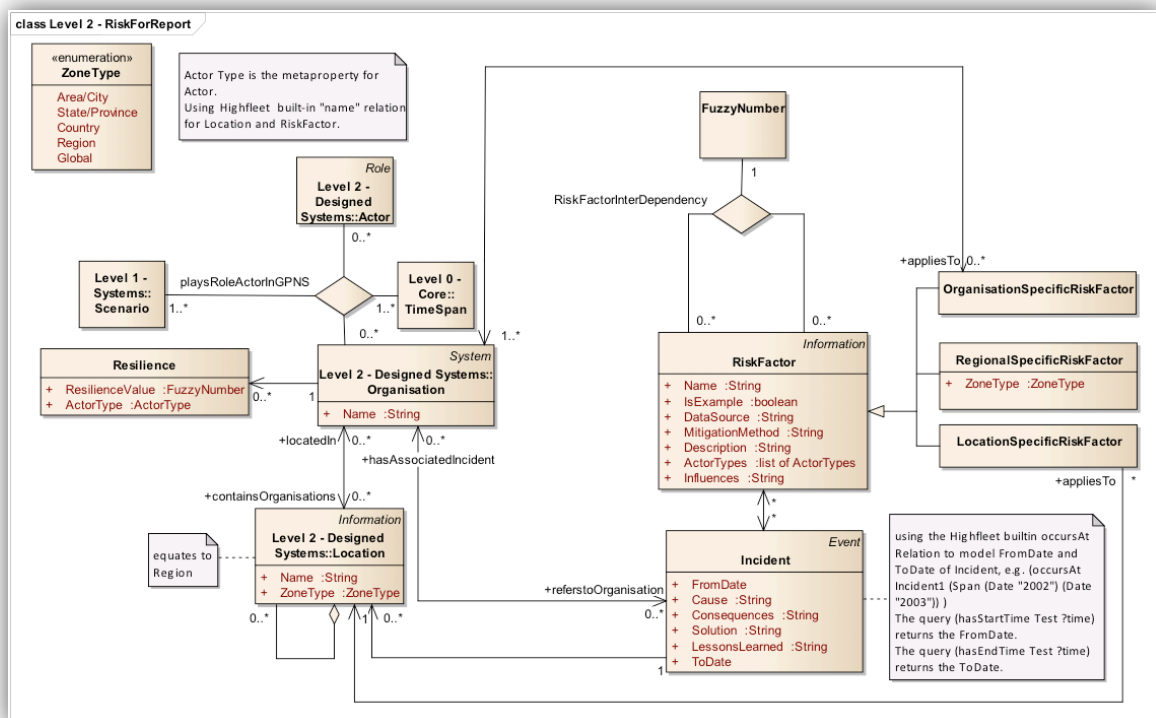 class Level 2 - RiskForReport
«enumeration»
ZoneType
Area/City
State/Province
Country
Region
Global
Actor Type is the metaproperty for
Actor.
Using Highfleet built-in "name" relation
for Location and RiskFactor.
FuzzyNumber
1
RiskFactorInterDependency
Role
Level 2 -
Designed
Systems::Actor
0..*
playsRoleActorInGPNS
Level 1 -
Systems::
Scenario
1..*
Level 0 -
Core::
TimeSpan
1..*
0..*
+appliesTo
0..*
OrganisationSpecificRiskFactor
1..*
0..*
0..*
Resilience
+ ResilienceValue :FuzzyNumber
+ ActorType :ActorType
0..*
1
System
Level 2 - Designed Systems::
Organisation
+ Name :String
Information
RiskFactor
+ Name :String
+ IsExample :boolean
+ DataSource :String
+ MitigationMethod :String
+ Description :String
+ ActorTypes :list of ActorTypes
+ Influences :String
RegionalSpecificRiskFactor
+ ZoneType :ZoneType
LocationSpecificRiskFactor
+appliesTo
*
+locatedIn
0..*
0..*
+hasAssociatedIncident
+containsOrganisations
0..*
*
*
equates to
Region
Information
Level 2 - Designed
Systems::Location
+ Name :String
+ ZoneType :ZoneType
0..*
1
0..*
+referstoOrganisation
0..*
1
Event
Incident
+ FromDate
+ Cause :String
+ Consequences :String
+ Solution :String
+ LessonsLearned :String
+ ToDate
using the Highfleet builtin occursAt
Relation to model FromDate and
ToDate of Incident, e.g. (occursAt
Incident1 (Span (Date "2002") (Date
"2003")) )
The query (hasStartTime Test ?time)
returns the FromDate.
The query (hasEndTime Test ?time)
returns the ToDate.